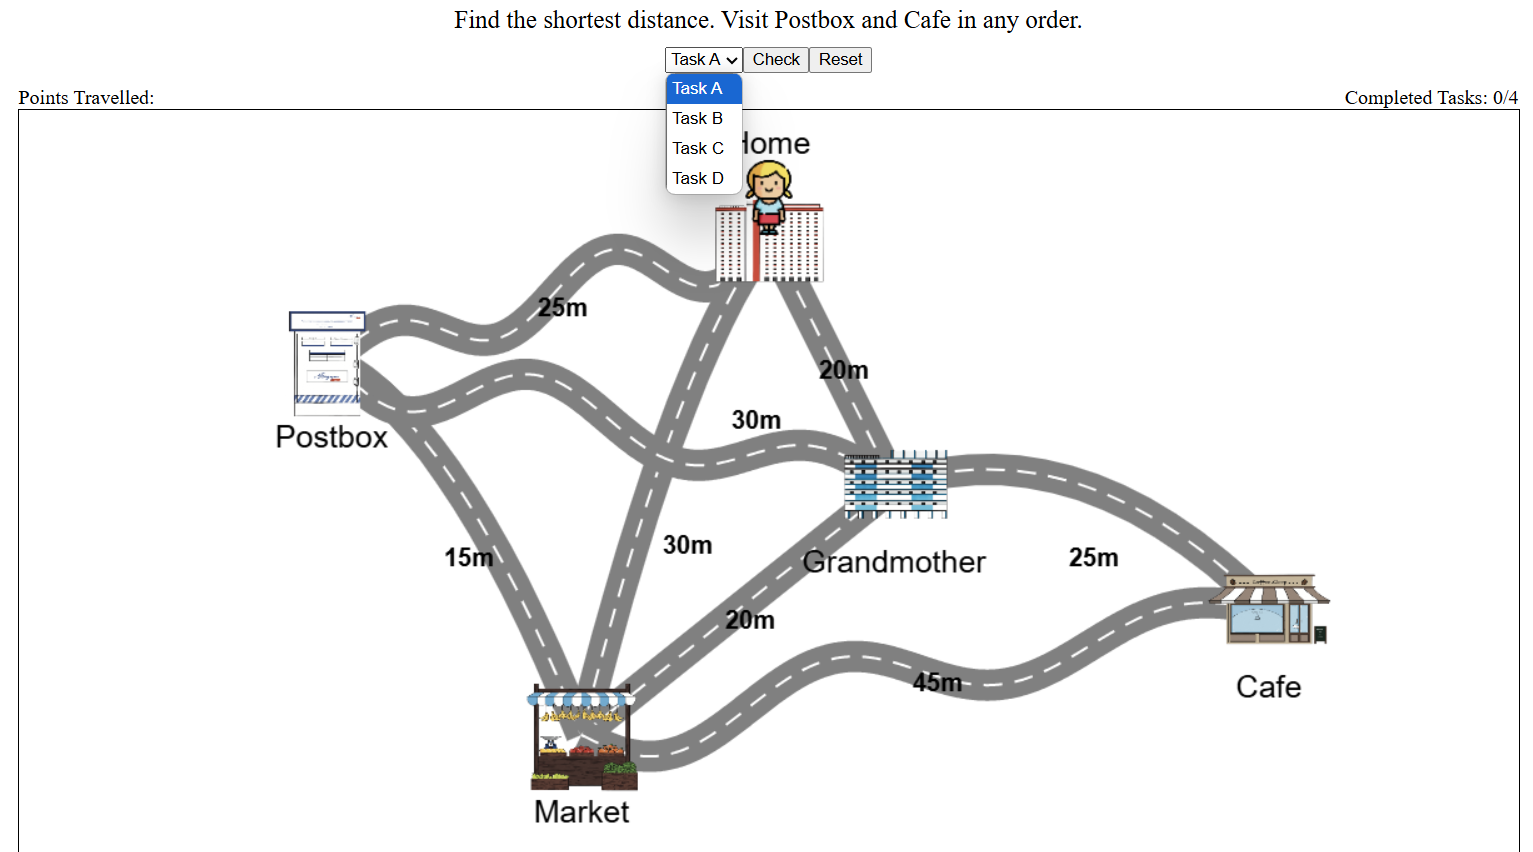 Find the shortest distance. Visit Postbox and Cafe in any order.
Task A Check Reset
Task A
Task B
Task C
Task D
Points Travelled:
Completed Tasks: 0/4
ome
25m
20m
30m
Postbox
15m
30m
Grandmother
25m
20m
45m
Cafe
Market